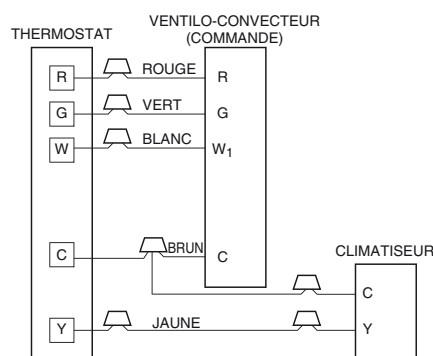 VENTILO-CONVECTEUR
(COMMANDE)
THERMOSTAT
R ROUGE R
G VERT G
W BLANC W1
C BRUN C
CLIMATISEUR
C
Y JAUNE Y